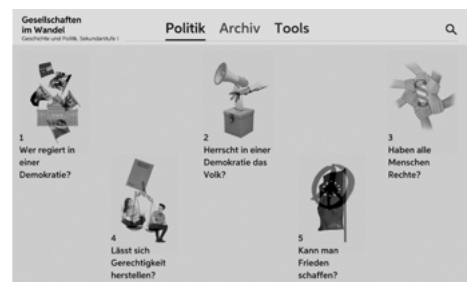 Gesellschaften
im Wandel
Geschichte und Politik, Sekundarstufe I
Politik Archiv Tools
1
Wer regiert in
einer
Demokratie?
2
Herrscht in einer
Demokratie das
Volk?
3
Haben alle
Menschen
Rechte?
4
Lässt sich
Gerechtigkeit
herstellen?
5
Kann man
Frieden
schaffen?